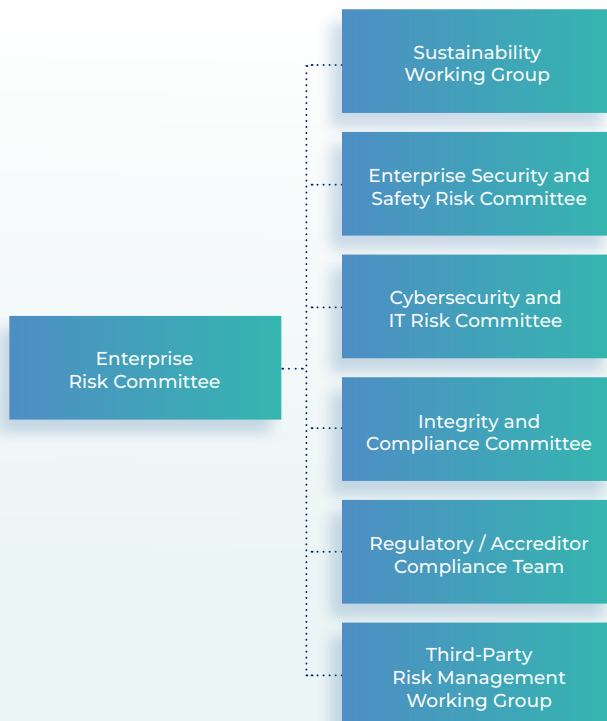 Sustainability
Working Group
Enterprise Security and
Safety Risk Committee
Cybersecurity and
IT Risk Committee
Enterprise
Risk Committee
Integrity and
Compliance Committee
Regulatory / Accreditor
Compliance Team
Third-Party
Risk Management
Working Group